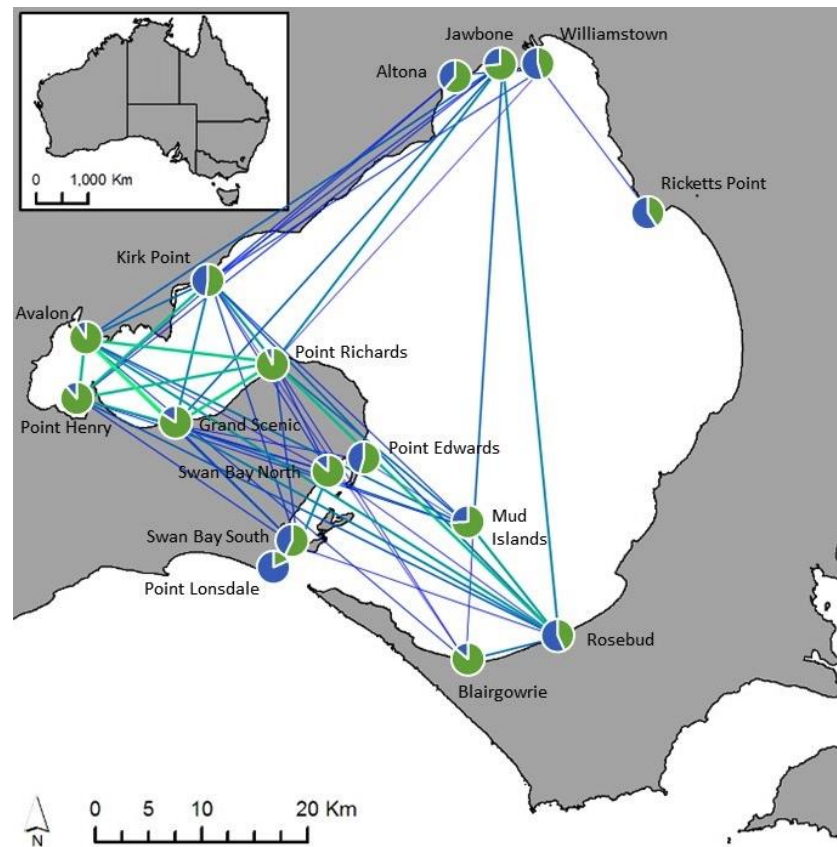 Jawbone
Williamstown
Altona
0
1,000 Km
Ricketts Point
Kirk Point
Avalon
Point Richards
Point Henry
Grand Scenic
Point Edwards
Swan Bay North
Mud
Islands
Swan Bay South
Point Lonsdale
Rosebud
Blairgowrie
0 5 10 20 Km
N